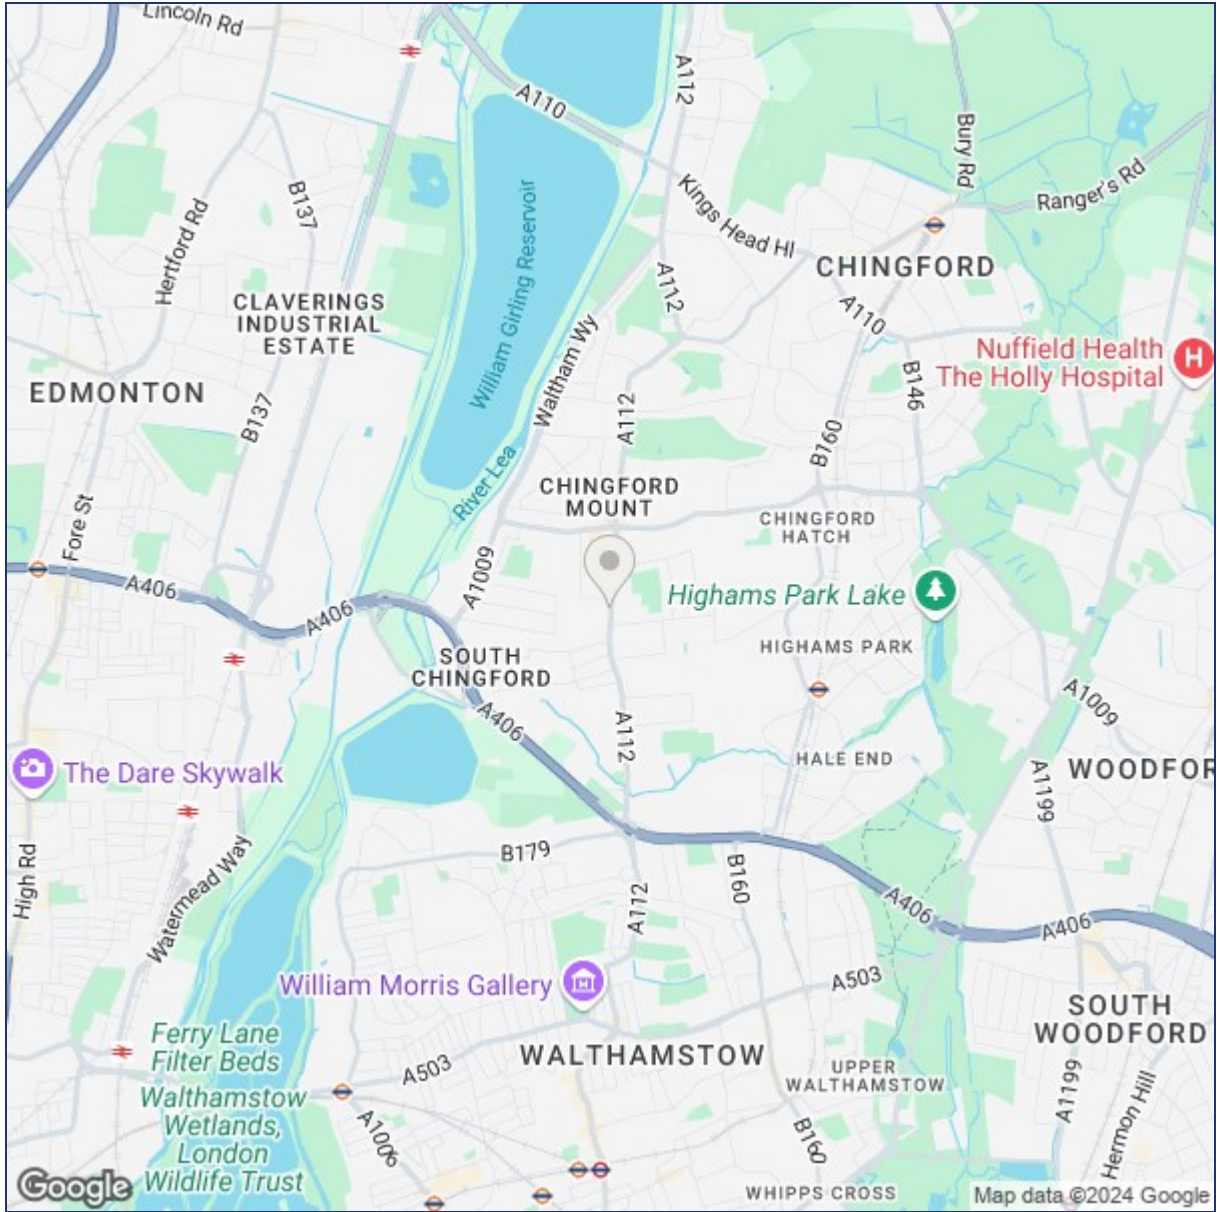 Lincoln Rd
A110
A112
Bury Rd
Ranger's Rd
B137
Hertford Rd
William Girling Reservoir
Kings Head Hl
CHINGFORD
A112
A110
CLAVERINGS
INDUSTRIAL
ESTATE
Waltham Wy
Nuffield Health
The Holly Hospital
H
B146
EDMONTON
B137
A112
B160
River Lea
CHINGFORD
MOUNT
CHINGFORD
HATCH
Fore St
A406
A406
A1009
Highams Park Lake
HIGHAMS PARK
SOUTH
CHINGFORD
A406
A112
A1009
HALE END
The Dare Skywalk
WOODFOR
A1199
High Rd
Watermead Way
B179
B160
A112
A406
A406
William Morris Gallery
A503
SOUTH
WOODFORD
Ferry Lane
Filter Beds
WALTHAMSTOW
A503
UPPER
WALTHAMSTOW
Walthamstow
Wetlands,
London
Wildlife Trust
A1006
B160
A1199
Hermon Hill
WHIPPS CROSS
Google
Map data ©2024 Google